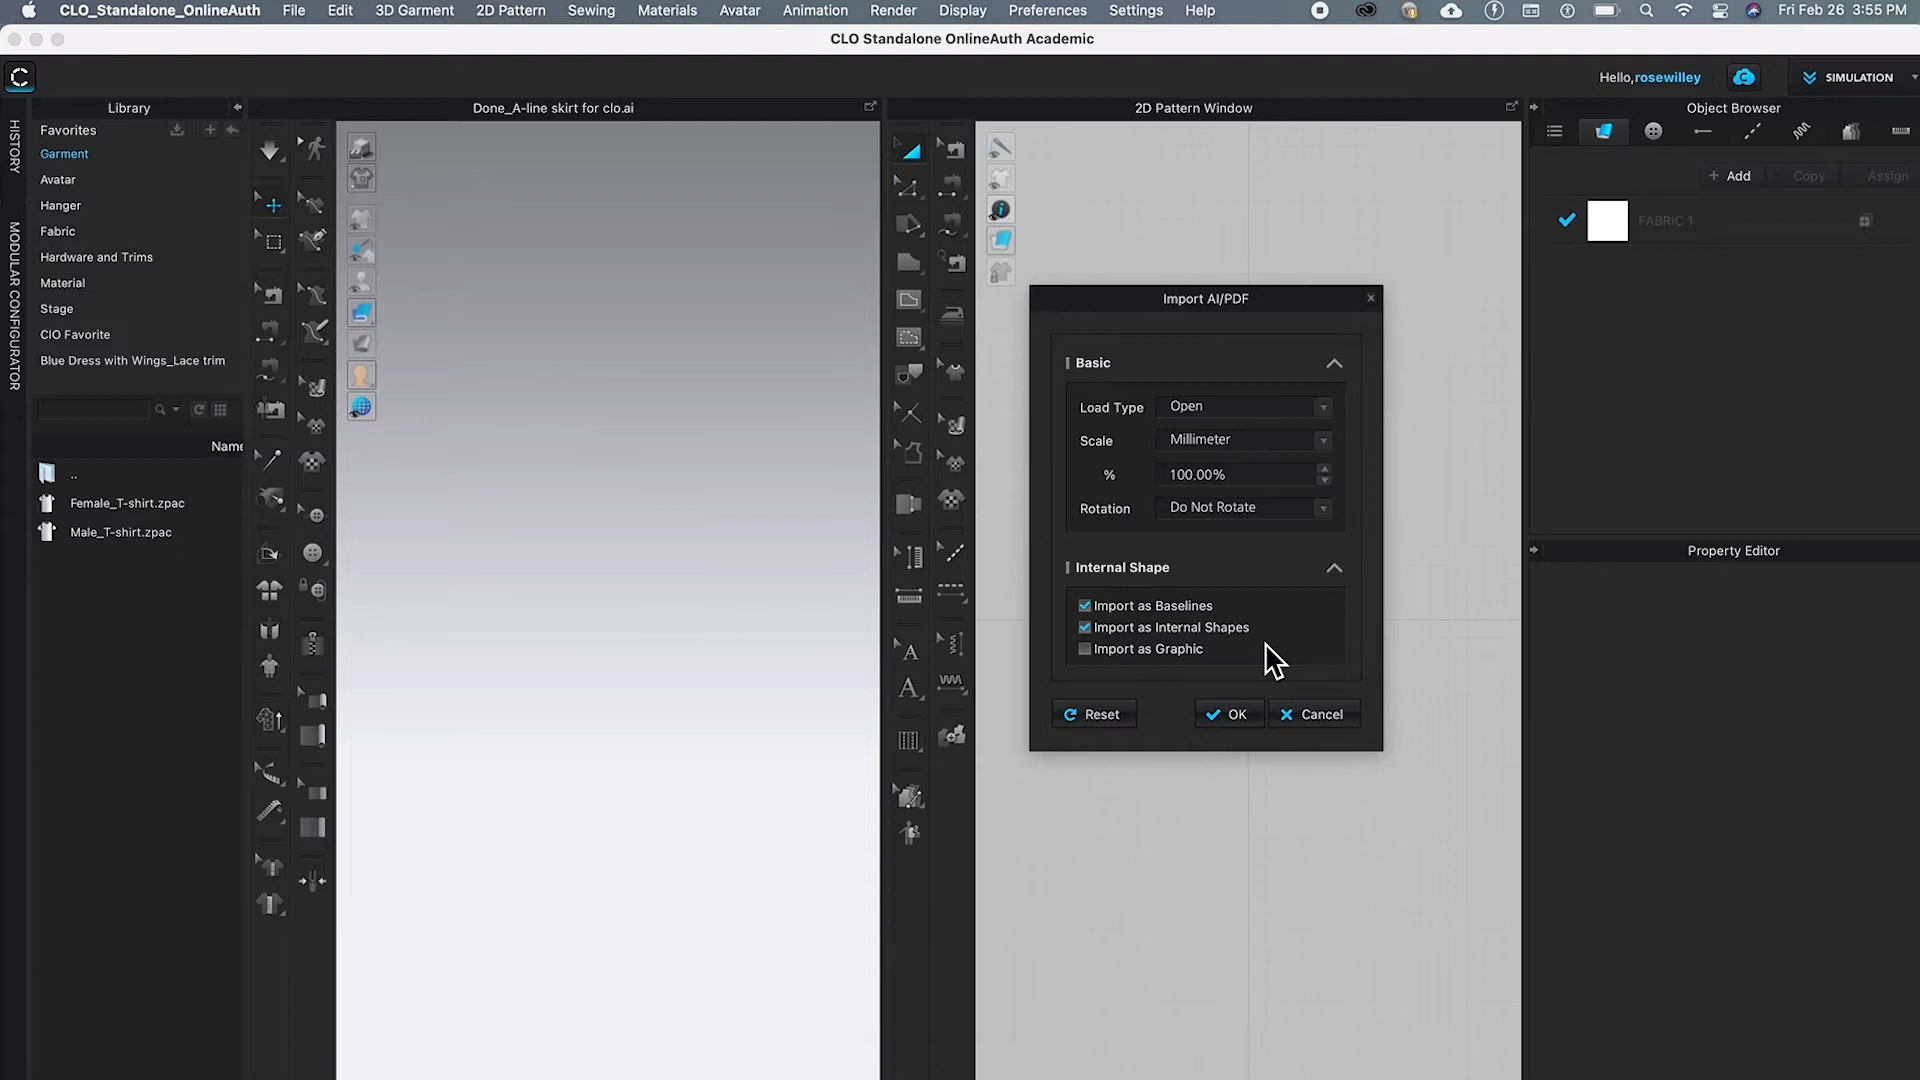 CLO_Standalone_OnlineAuth File Edit 3D Garment 2D Pattern Sewing Materials Avatar Animation Render Display Preferences Settings Help Fri Feb 26 3:55 PM
CLO Standalone OnlineAuth Academic
Hello,rosewilley
SIMULATION
HISTORY
MODULAR CONFIGURATOR
Library
Favorites
Garment
Avatar
Hanger
Fabric
Hardware and Trims
Material
Stage
ClO Favorite
Blue Dress with Wings_Lace trim
Name
..
Female_T-shirt.zpac
Male_T-shirt.zpac
Done_A-line skirt for clo.ai
2D Pattern Window
Import AI/PDF
Basic
Load Type Open
Scale Millimeter
% 100.00%
Rotation Do Not Rotate
Internal Shape
Import as Baselines
Import as Internal Shapes
Import as Graphic
Reset OK Cancel
Object Browser
+ Add Copy Assign
FABRIC 1
Property Editor